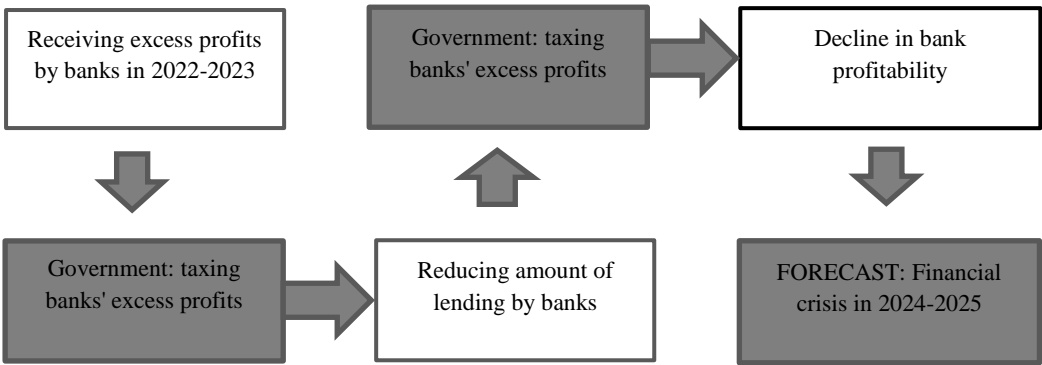 Receiving excess profits
by banks in 2022-2023
Government: taxing
banks' excess profits
Reducing amount of
lending by banks
Government: taxing
banks' excess profits
Decline in bank
profitability
FORECAST: Financial
crisis in 2024-2025